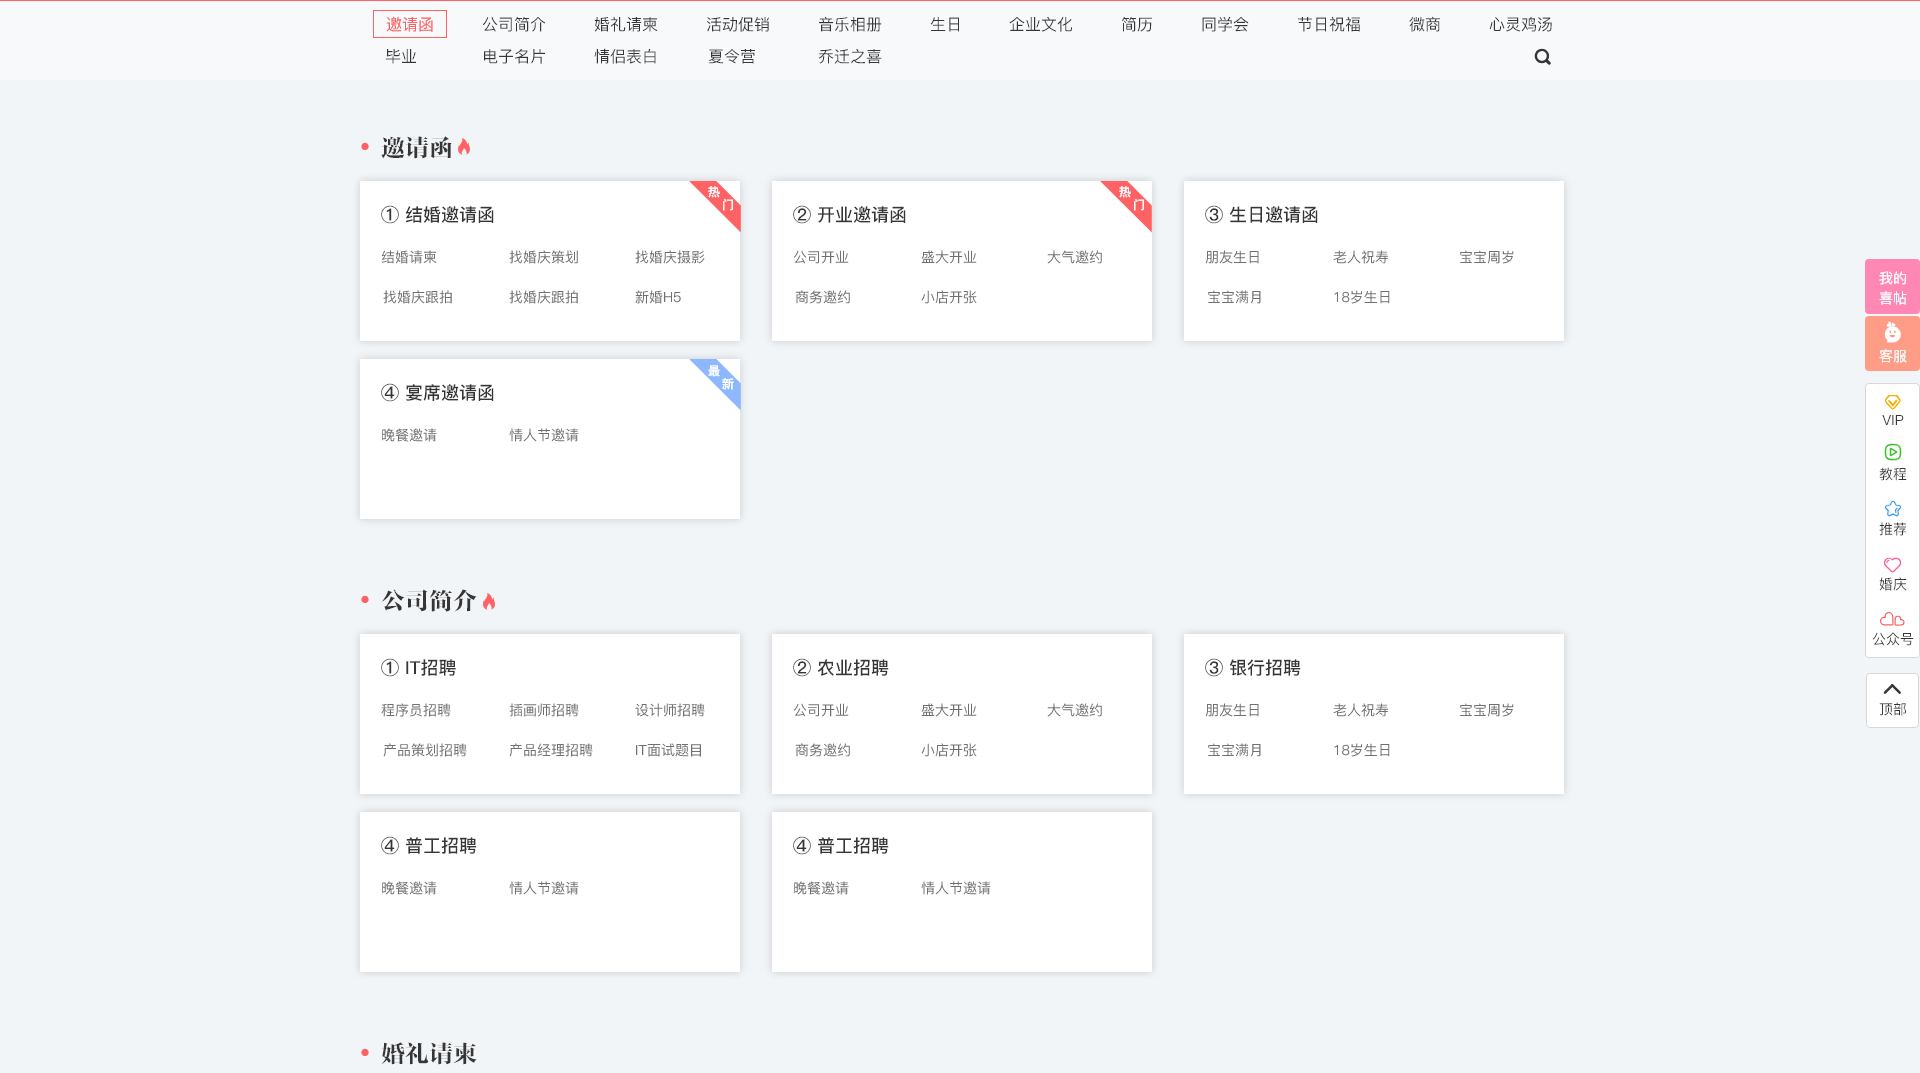 邀请函 公司简介 婚礼请柬 活动促销 音乐相册 生日 企业文化 简历 同学会 节日祝福 微商 心灵鸡汤
毕业 电子名片 情侣表白 夏令营 乔迁之喜
邀请函
① 结婚邀请函 热门
结婚请柬 找婚庆策划 找婚庆摄影
找婚庆跟拍 找婚庆跟拍 新婚H5
② 开业邀请函 热门
公司开业 盛大开业 大气邀约
商务邀约 小店开张
③ 生日邀请函
朋友生日 老人祝寿 宝宝周岁
宝宝满月 18岁生日
④ 宴席邀请函 最新
晚餐邀请 情人节邀请
公司简介
① IT招聘
程序员招聘 插画师招聘 设计师招聘
产品策划招聘 产品经理招聘 IT面试题目
② 农业招聘
公司开业 盛大开业 大气邀约
商务邀约 小店开张
③ 银行招聘
朋友生日 老人祝寿 宝宝周岁
宝宝满月 18岁生日
④ 普工招聘
晚餐邀请 情人节邀请
④ 普工招聘
晚餐邀请 情人节邀请
婚礼请柬
我的
喜帖
客服
VIP
教程
推荐
婚庆
公众号
顶部